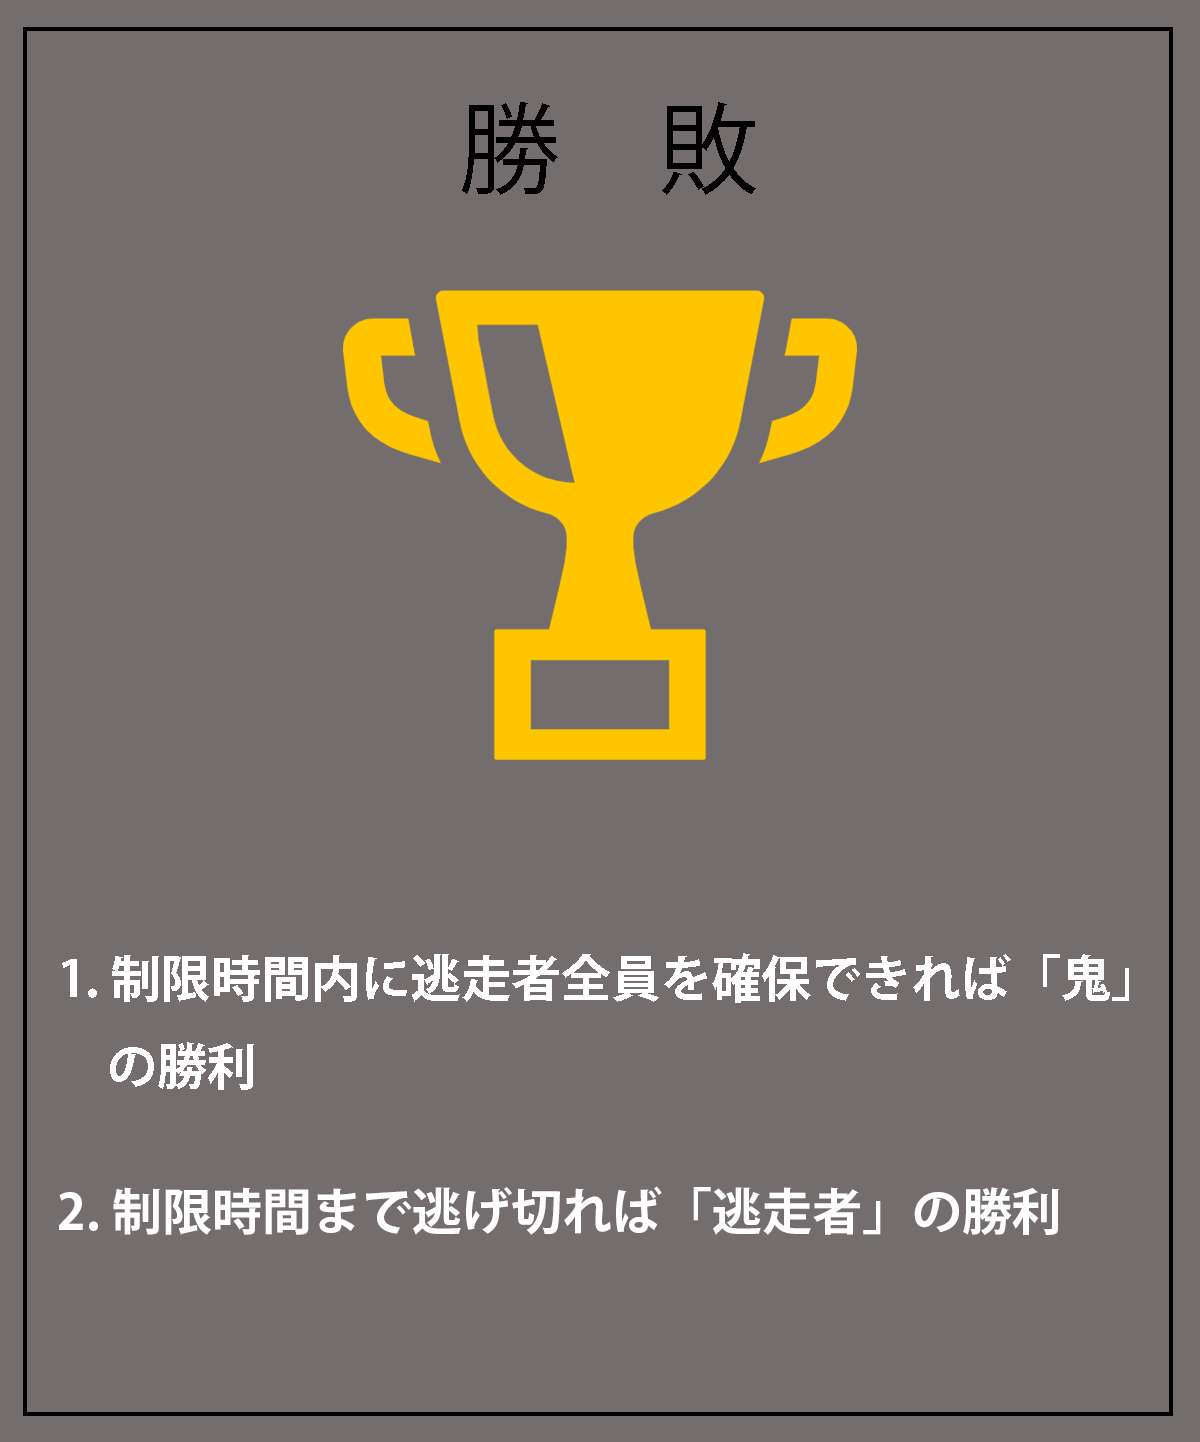 勝　敗
1. 制限時間内に逃走者全員を確保できれば「鬼」
の勝利
2. 制限時間まで逃げ切れば「逃走者」の勝利